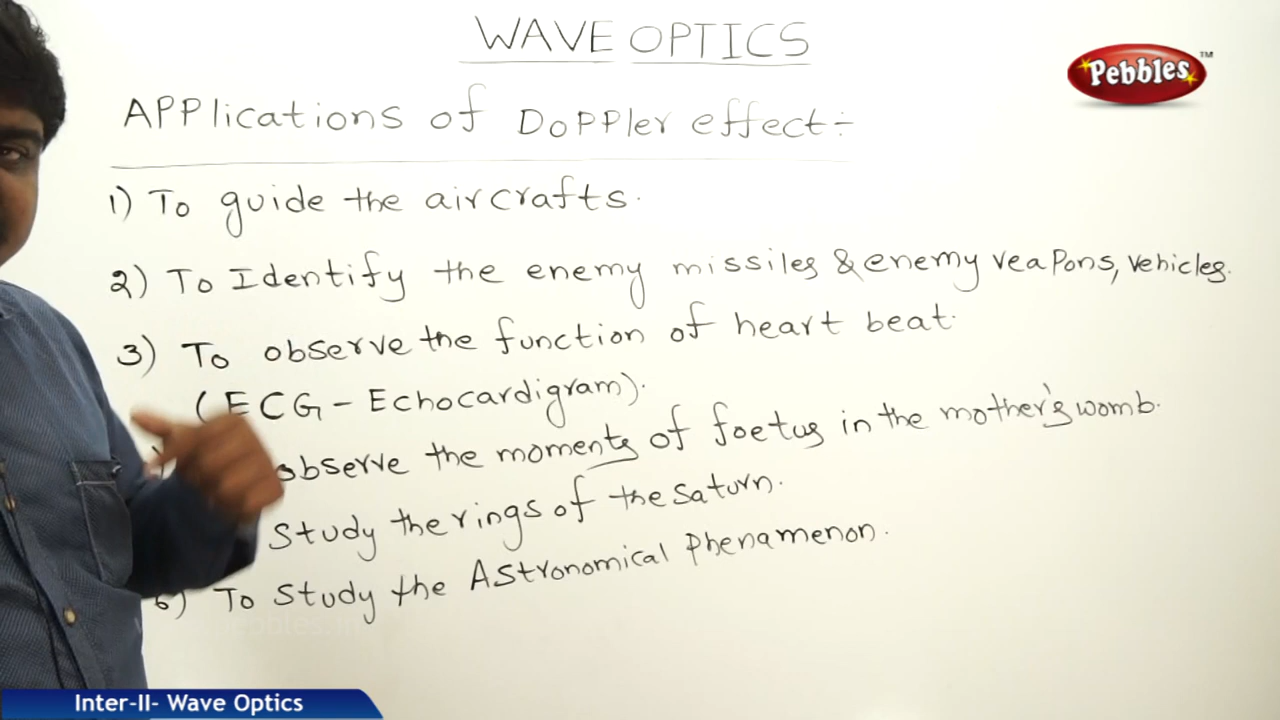 WAVE OPTICS
Pebbles TM
APPlications of DoPPler effect:-
1) To guide the aircrafts.
2) To Identify the enemy missiles & enemy veaPons, vehicles.
3) To observe the function of heart beat.
(ECG - Echocardigram).
observe the moments of foetus in the mother's womb.
Study the rings of the Saturn.
6) To Study the Astronomical Phenamenon.
Inter-II- Wave Optics